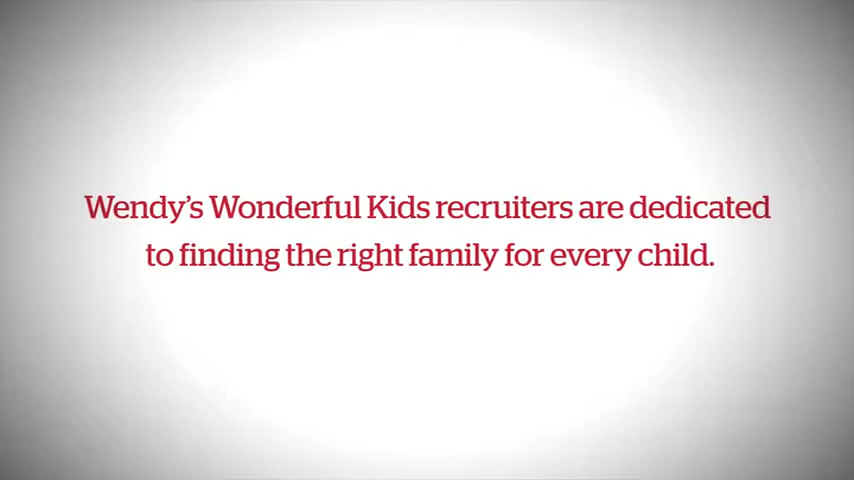 Wendy’s Wonderful Kids recruiters are dedicated
to finding the right family for every child.